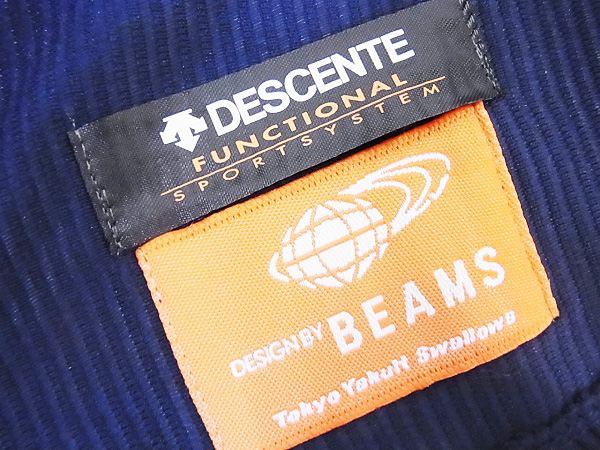 DESCENTE
FUNCTIONAL
SPORTSYSTEM
DESIGN BY BEAMS
Tokyo Yakult Swallows